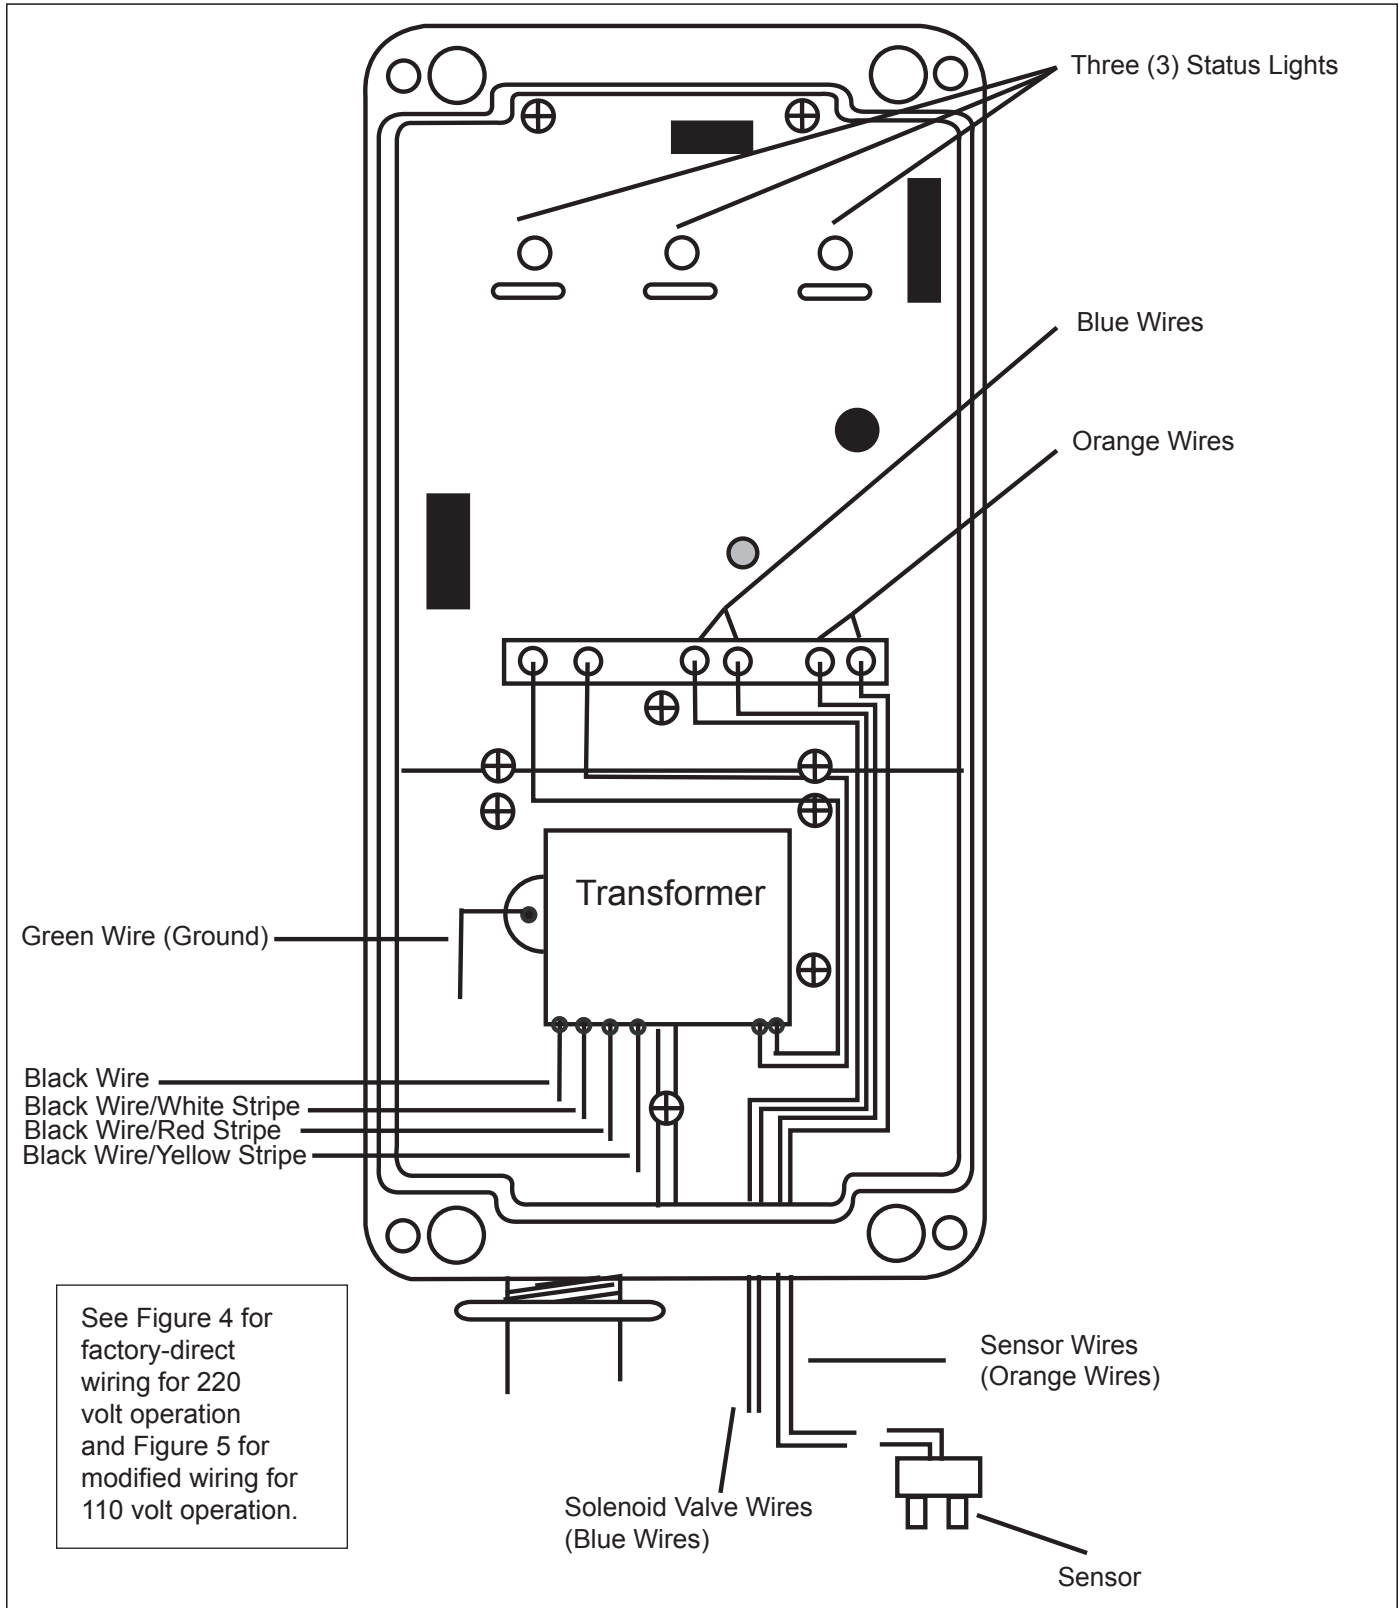 Three (3) Status Lights
Blue Wires
Orange Wires
Transformer
Green Wire (Ground)
Black Wire
Black Wire/White Stripe
Black Wire/Red Stripe
Black Wire/Yellow Stripe
See Figure 4 for
factory-direct
wiring for 220
volt operation
and Figure 5 for
modified wiring for
110 volt operation.
Sensor Wires
(Orange Wires)
Solenoid Valve Wires
(Blue Wires)
Sensor